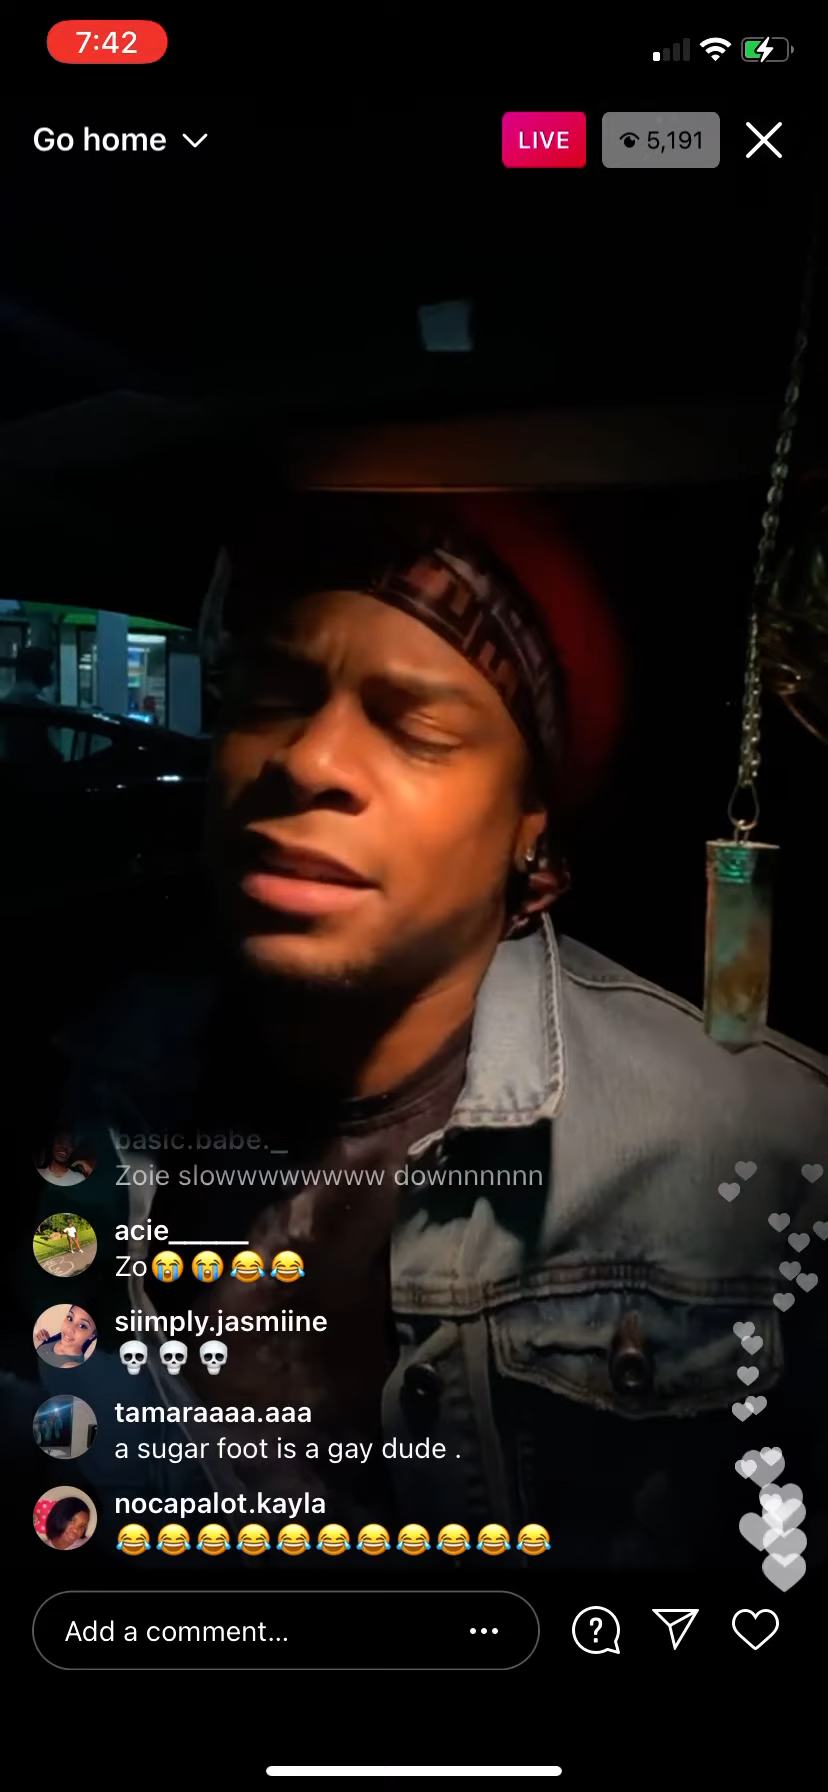 7:42
Go home
LIVE
5,191
basic.babe._
Zoie slowwwwwwwww downnnnnn
acie_____
Zo😭😭😂😂
siimply.jasmiine
💀💀💀
tamaraaaa.aaa
a sugar foot is a gay dude .
nocapalot.kayla
😂😂😂😂😂😂😂😂😂😂😂
Add a comment...